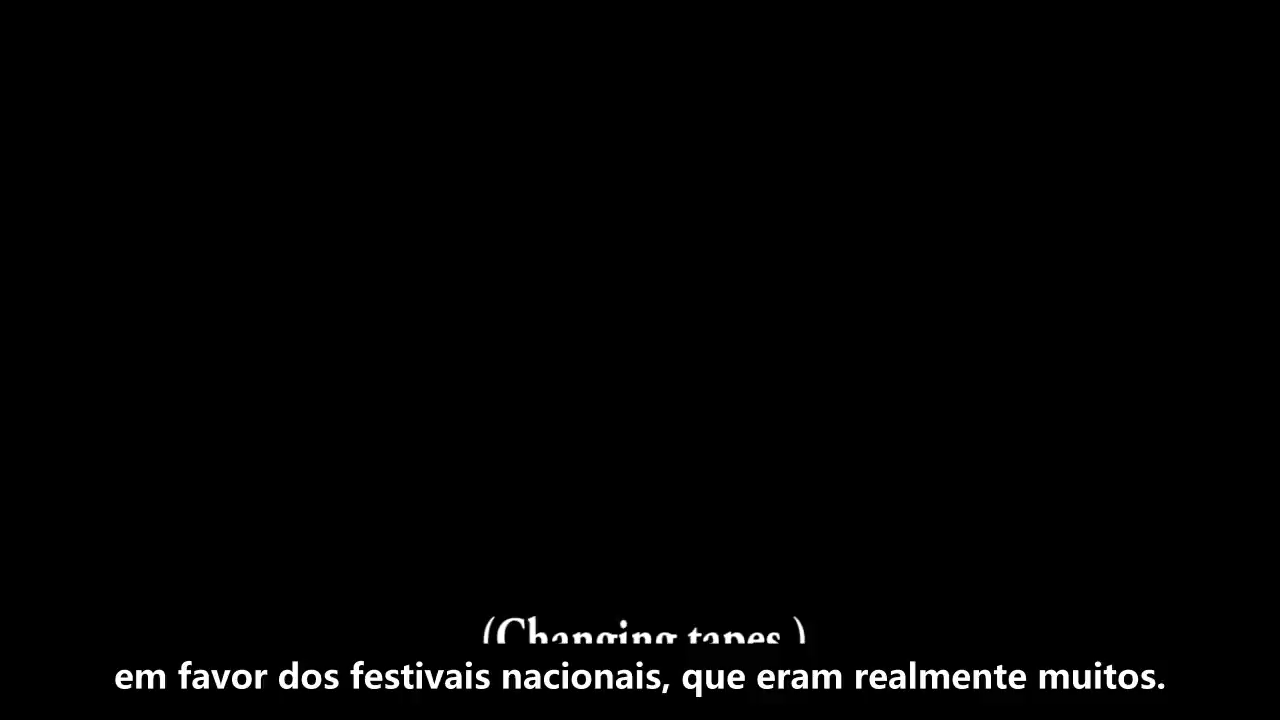 (Changing tapes )
em favor dos festivais nacionais, que eram realmente muitos.